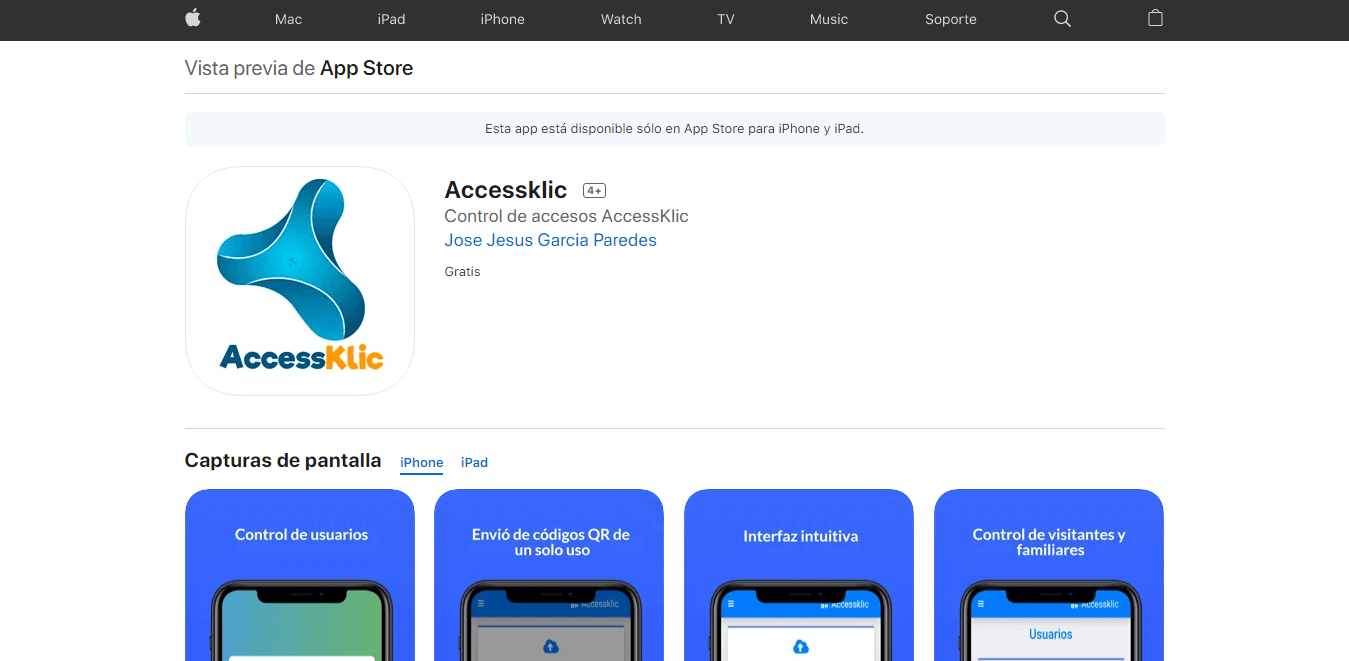 Mac iPad iPhone Watch TV Music Soporte
Vista previa de App Store
Esta app está disponible sólo en App Store para iPhone y iPad.
AccessKlic
Accessklic 4+
Control de accesos AccessKlic
Jose Jesus Garcia Paredes
Gratis
Capturas de pantalla iPhone iPad
Control de usuarios
Envió de códigos QR de
un solo uso
Accessklic
Interfaz intuitiva
Accessklic
Control de visitantes y
familiares
Accessklic
Usuarios